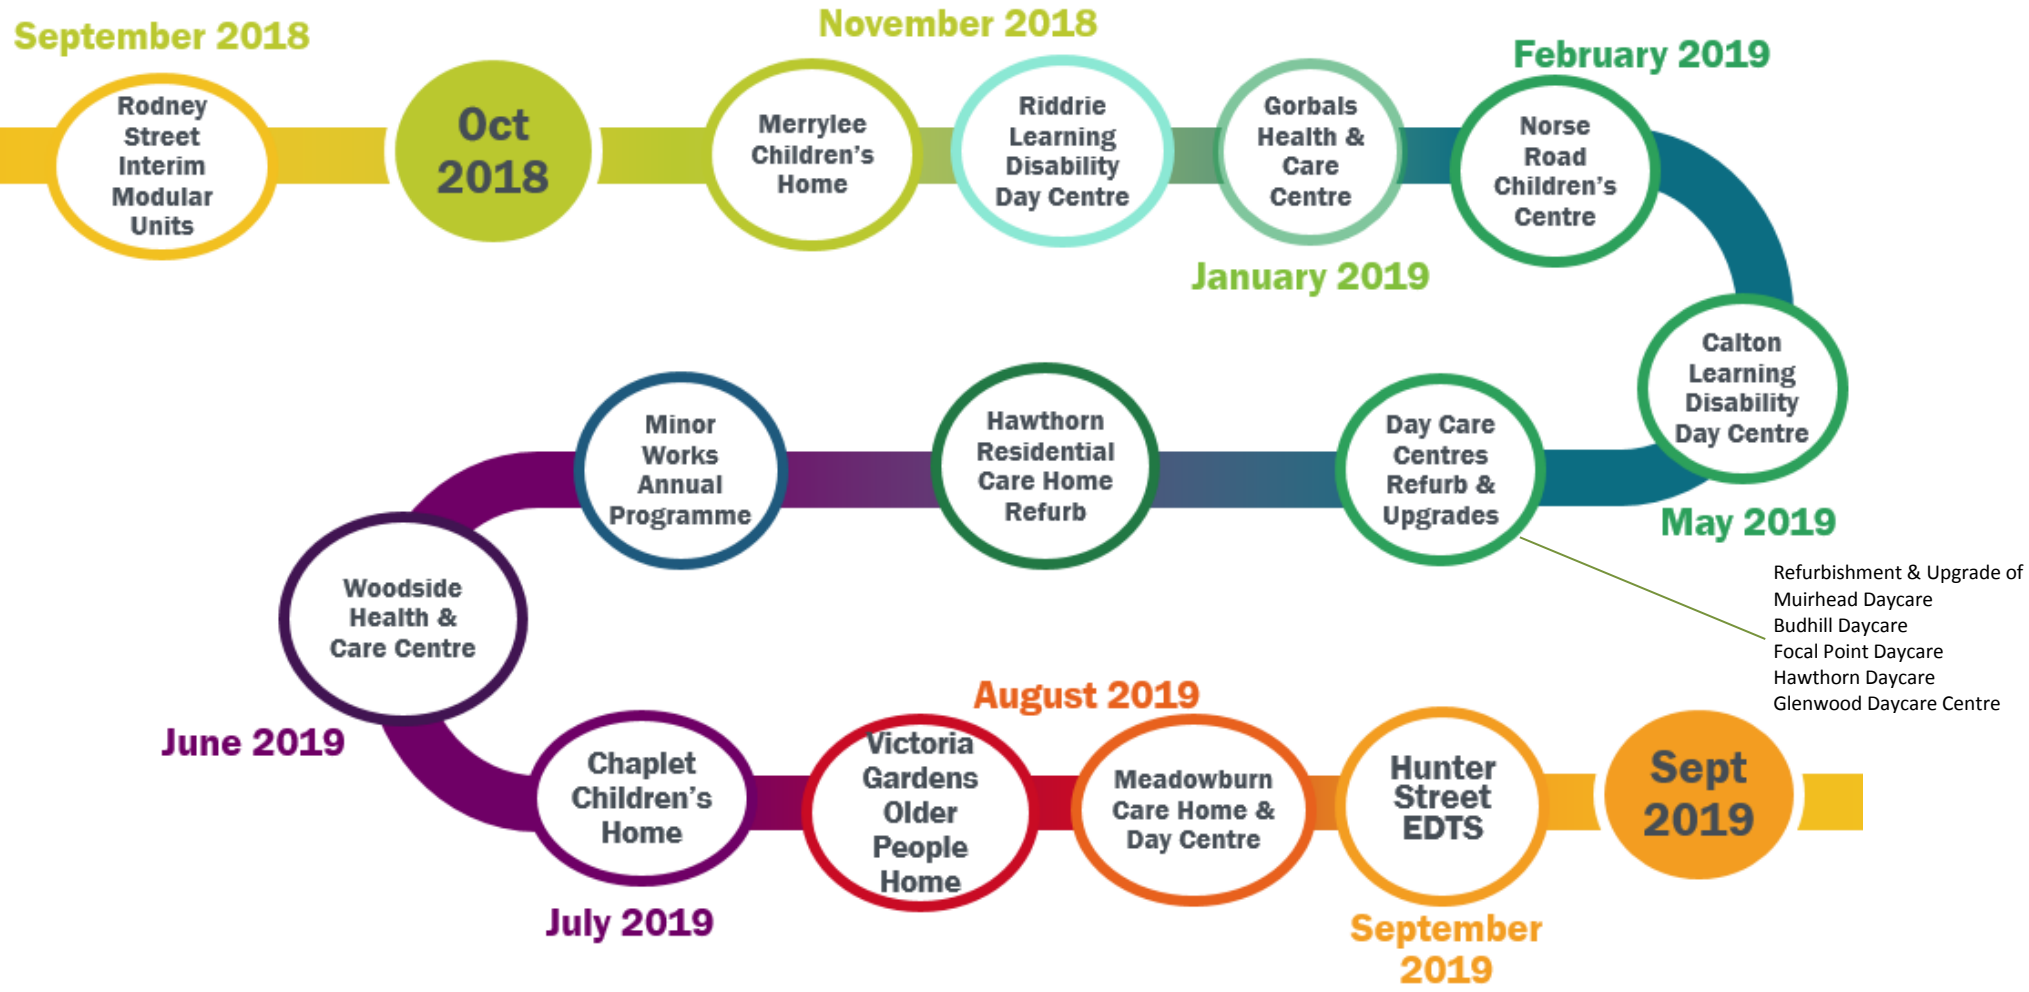 September 2018
Rodney
Street
Interim
Modular
Units
Oct
2018
November 2018
Merrylee
Children's
Home
Riddrie
Learning
Disability
Day Centre
Gorbals
Health &
Care
Centre
January 2019
February 2019
Norse
Road
Children's
Centre
Calton
Learning
Disability
Day Centre
May 2019
Day Care
Centres
Refurb &
Upgrades
Refurbishment & Upgrade of
Muirhead Daycare
Budhill Daycare
Focal Point Daycare
Hawthorn Daycare
Glenwood Daycare Centre
Hawthorn
Residential
Care Home
Refurb
Minor
Works
Annual
Programme
Woodside
Health &
Care Centre
June 2019
Chaplet
Children's
Home
July 2019
Victoria
Gardens
Older
People
Home
August 2019
Meadowburn
Care Home &
Day Centre
Hunter
Street
EDTS
September
2019
Sept
2019